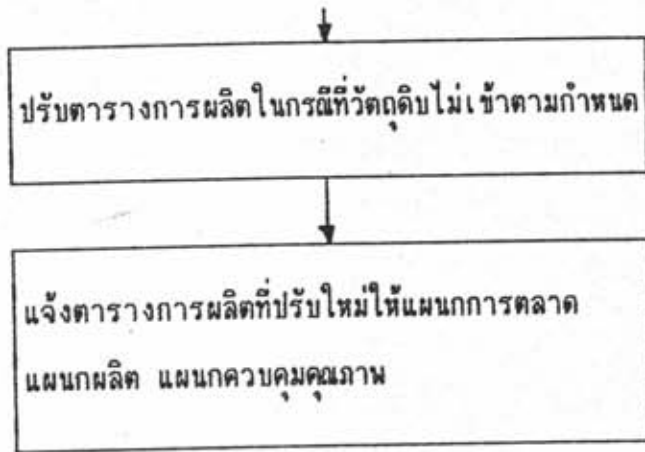 ปรับตารางการผลิตในกรณีที่วัตถุดิบไม่เข้าตามกำหนด
แจ้งตารางการผลิตที่ปรับใหม่ให้แผนกการตลาด
แผนกผลิต แผนกควบคุมคุณภาพ